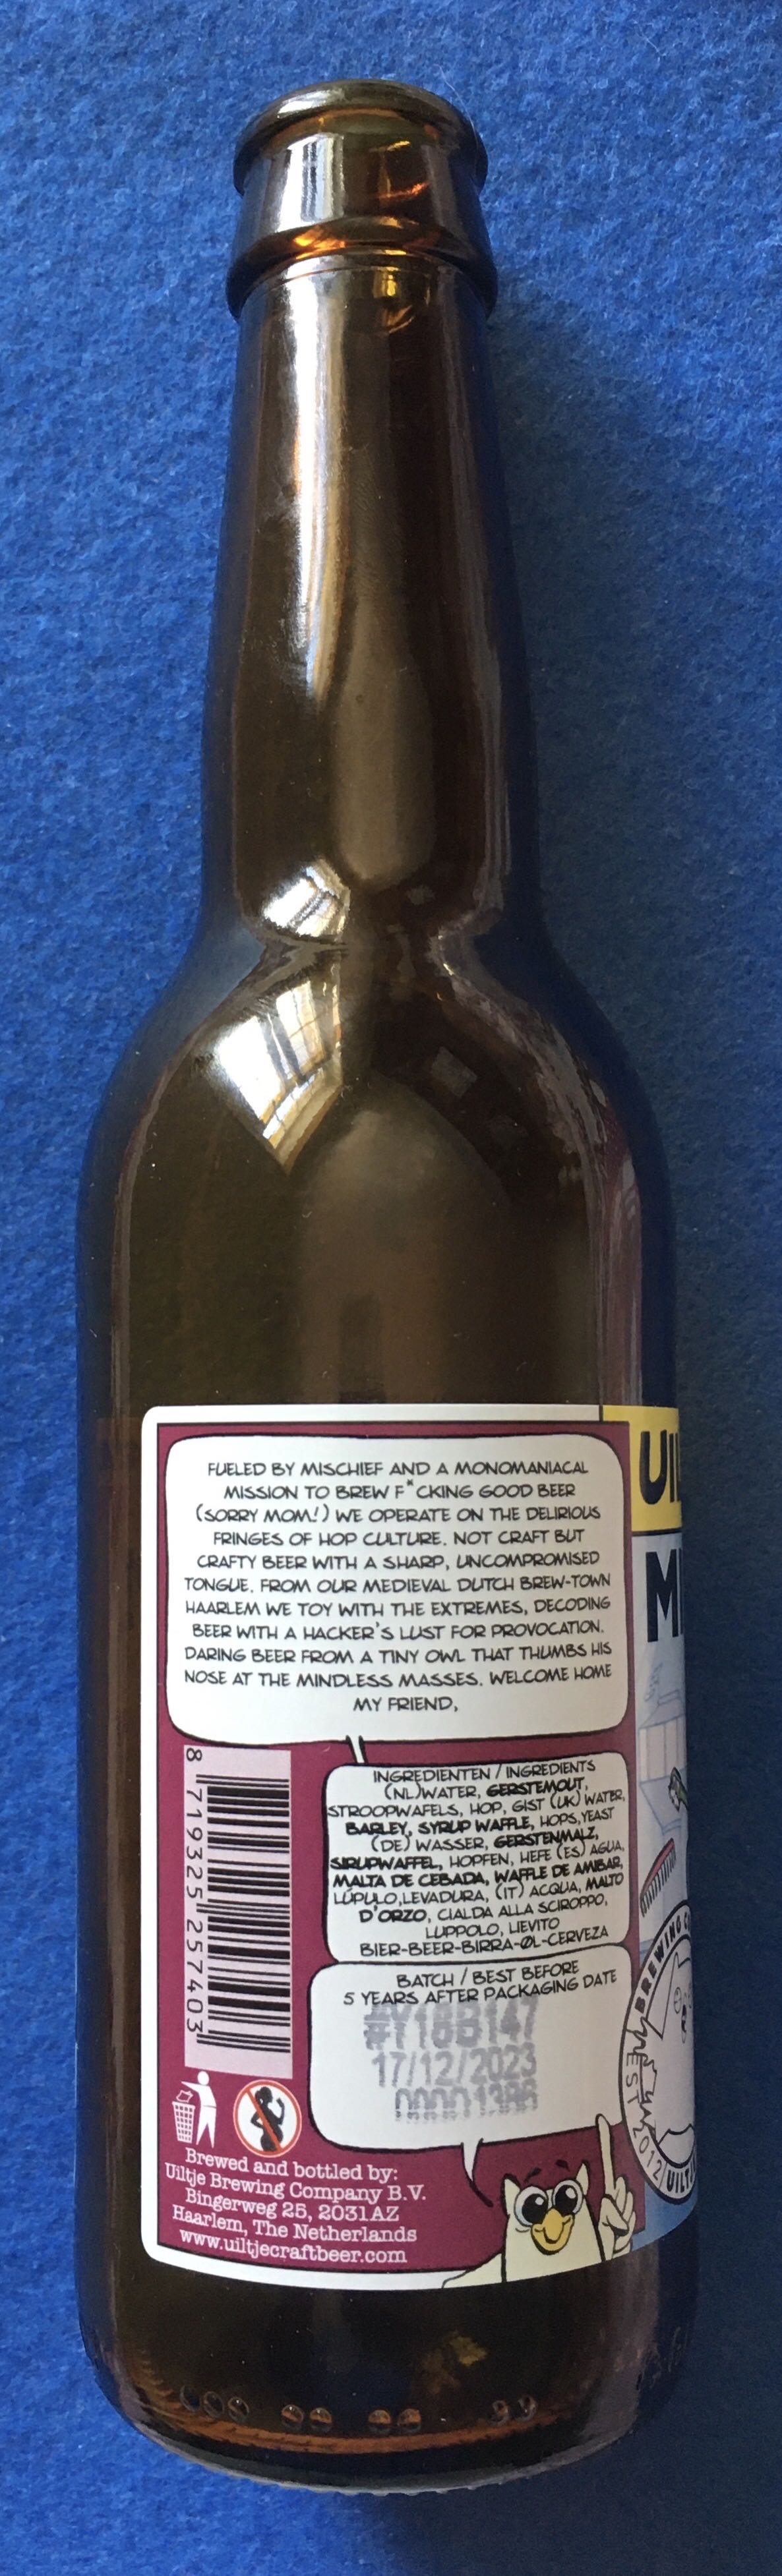 FUELED BY MISCHIEF AND A MONOMANIACAL
MISSION TO BREW F*CKING GOOD BEER
(SORRY MOM!) WE OPERATE ON THE DELIRIOUS
FRINGES OF HOP CULTURE. NOT CRAFT BUT
CRAFTY BEER WITH A SHARP, UNCOMPROMISED
TONGUE. FROM OUR MEDIEVAL DUTCH BREW-TOWN
HAARLEM WE TOY WITH THE EXTREMES, DECODING
BEER WITH A HACKER'S LUST FOR PROVOCATION.
DARING BEER FROM A TINY OWL THAT THUMBS HIS
NOSE AT THE MINDLESS MASSES. WELCOME HOME
MY FRIEND,
INGREDIENTEN / INGREDIENTS
(NL)WATER, GERSTEMOUT,
STROOPWAFELS, HOP, GIST (UK) WATER,
BARLEY, SYRUP WAFFLE, HOPS,YEAST
(DE) WASSER, GERSTENMALZ,
SIRUPWAFFEL, HOPFEN, HEFE (ES) AGUA,
MALTA DE CEBADA, WAFFLE DE AMIBAR,
LÚPULO,LEVADURA, (IT) ACQUA, MALTO
D'ORZO, CIALDA ALLA SCIROPPO,
LUPPOLO, LIEVITO
BIER-BEER-BIRRA-ØL-CERVEZA
BATCH / BEST BEFORE
5 YEARS AFTER PACKAGING DATE
#Y18B147
17/12/2023
00001386
8 719325 257403
Brewed and bottled by:
Uiltje Brewing Company B.V.
Bingerweg 25, 2031AZ
Haarlem, The Netherlands
www.uiltjecraftbeer.com
UIL
M
BREWING C
EST 2012/UILTJ